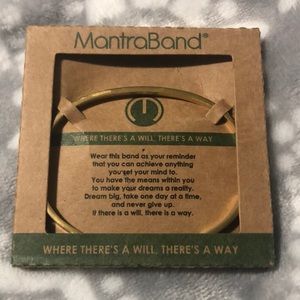 MantraBand®
WHERE THERE'S A WILL, THERE'S A WAY
Wear this band as your reminder
that you can achieve anything
you set your mind to.
You have the means within you
to make your dreams a reality.
Dream big, take one day at a time,
and never give up.
If there is a will, there is a way.
WHERE THERE'S A WILL, THERE'S A WAY